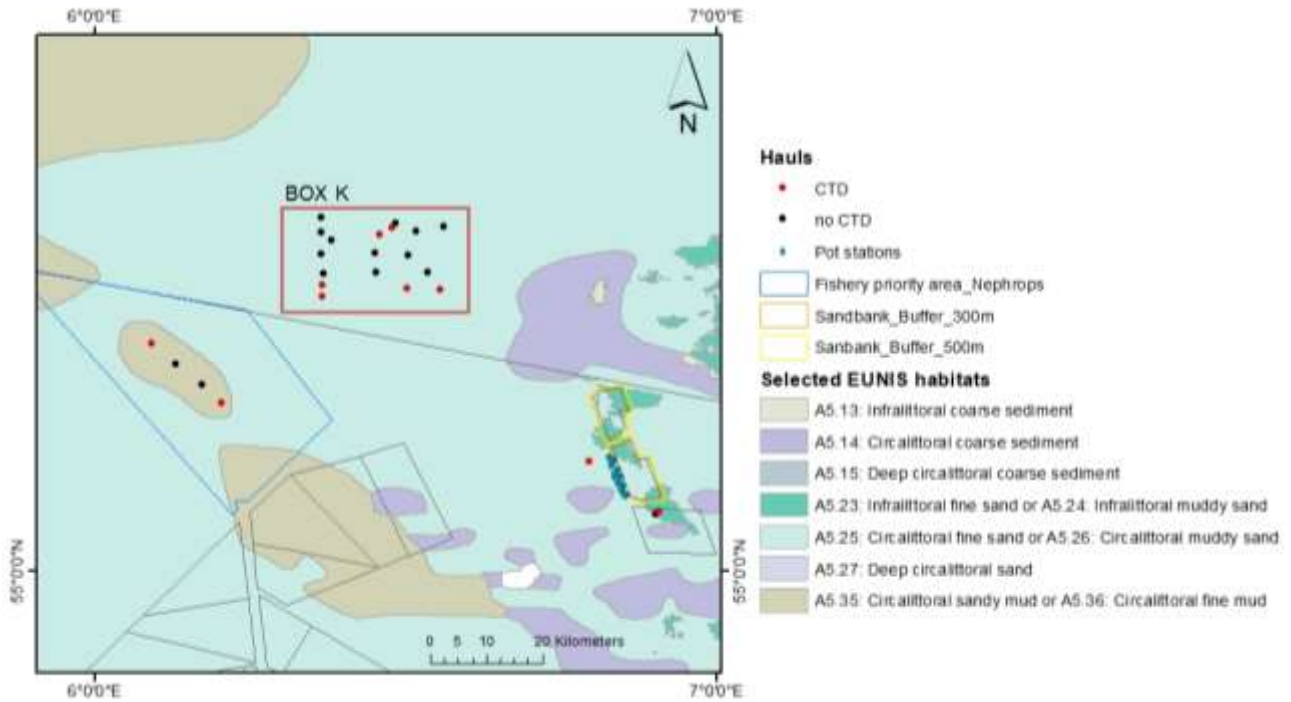 6°0'0"E 7°0'0"E
N
BOX K
55°0'0"N 55°0'0"N
0 5 10 20 Kilometers
6°0'0"E 7°0'0"E
Hauls
CTD
no CTD
Pot stations
Fishery priority area_Nephrops
Sandbank_Buffer_300m
Sanbank_Buffer_500m
Selected EUNIS habitats
A5.13: Infralittoral coarse sediment
A5.14: Circalittoral coarse sediment
A5.15: Deep circalittoral coarse sediment
A5.23: Infralittoral fine sand or A5.24: Infralittoral muddy sand
A5.25: Circalittoral fine sand or A5.26: Circalittoral muddy sand
A5.27: Deep circalittoral sand
A5.35: Circalittoral sandy mud or A5.36: Circalittoral fine mud